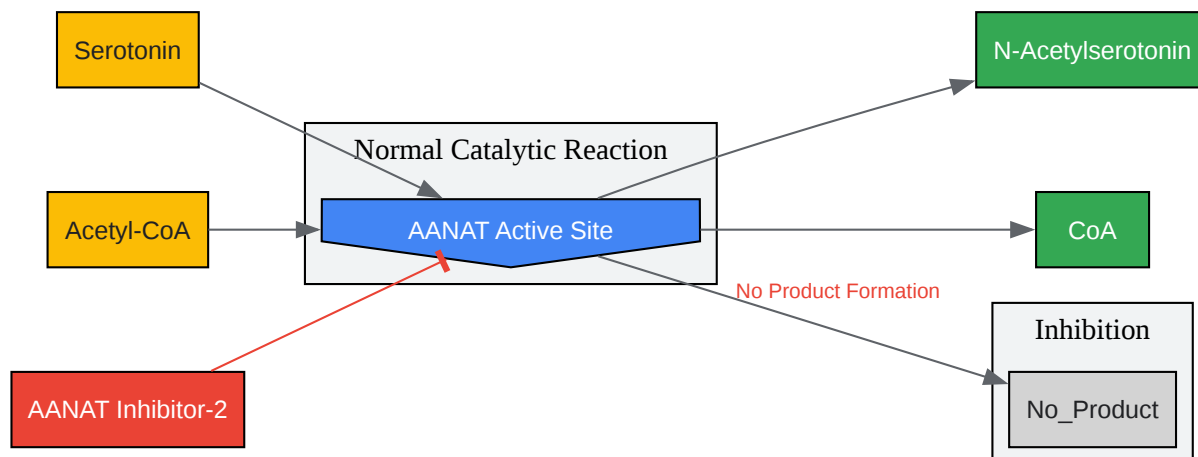 Serotonin
N-Acetylserotonin
Normal Catalytic Reaction
Acetyl-CoA
AANAT Active Site
CoA
No Product Formation
Inhibition
AANAT Inhibitor-2
No_Product